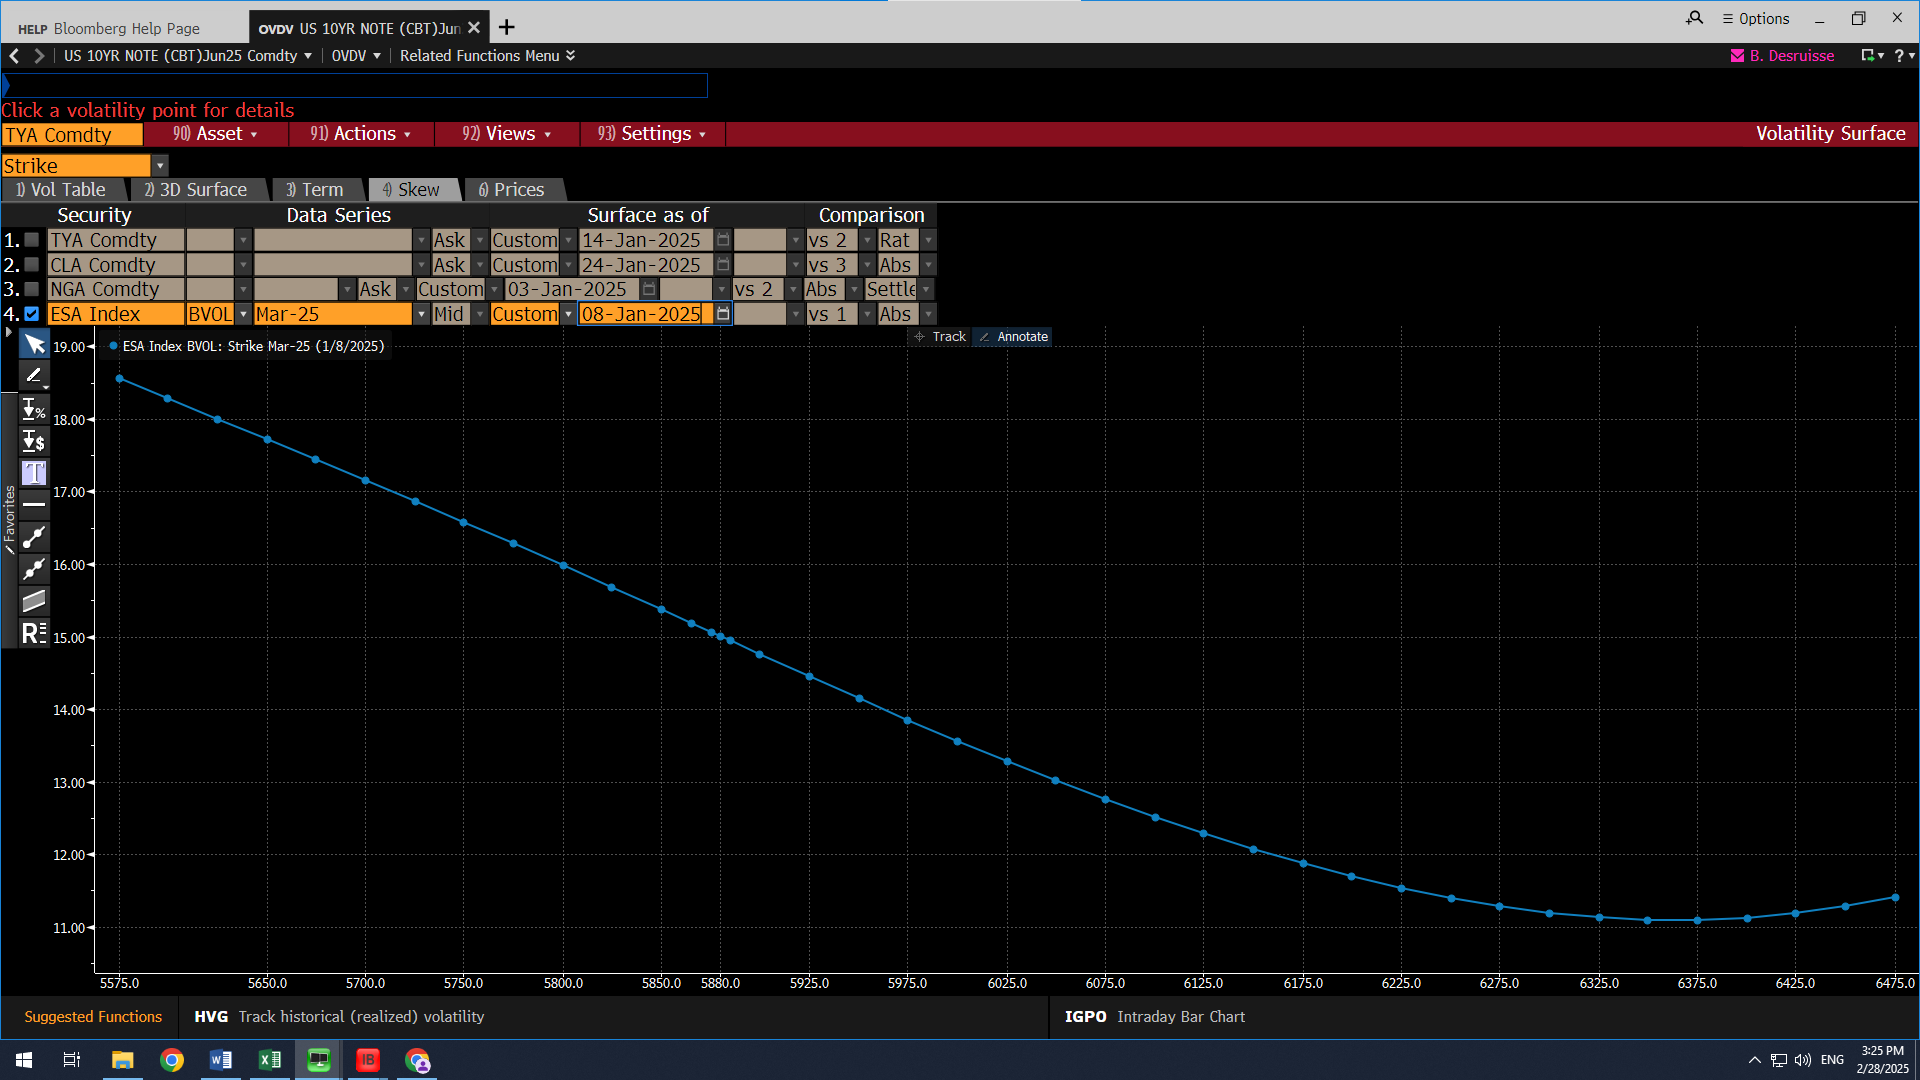 HELP Bloomberg Help Page OVDV US 10YR NOTE (CBT)Jun Options
US 10YR NOTE (CBT)Jun25 Comdty OVDV Related Functions Menu B. Desruisse ?
Click a volatility point for details
TYA Comdty 90) Asset 91) Actions 92) Views 93) Settings Volatility Surface
Strike
1) Vol Table 2) 3D Surface 3) Term 4) Skew 6) Prices
Security Data Series Surface as of Comparison
1. TYA Comdty Ask Custom 14-Jan-2025 vs 2 Rat
2. CLA Comdty Ask Custom 24-Jan-2025 vs 3 Abs
3. NGA Comdty Ask Custom 03-Jan-2025 vs 2 Abs Settle
4. ESA Index BVOL Mar-25 Mid Custom 08-Jan-2025 vs 1 Abs
Track Annotate
ESA Index BVOL: Strike Mar-25 (1/8/2025)
19.00
18.00
17.00
16.00
15.00
14.00
13.00
12.00
11.00
%
$
T
R
Favorites
5575.0 5650.0 5700.0 5750.0 5800.0 5850.0 5880.0 5925.0 5975.0 6025.0 6075.0 6125.0 6175.0 6225.0 6275.0 6325.0 6375.0 6425.0 6475.0
Suggested Functions HVG Track historical (realized) volatility IGPO Intraday Bar Chart
IB ENG 3:25 PM
2/28/2025